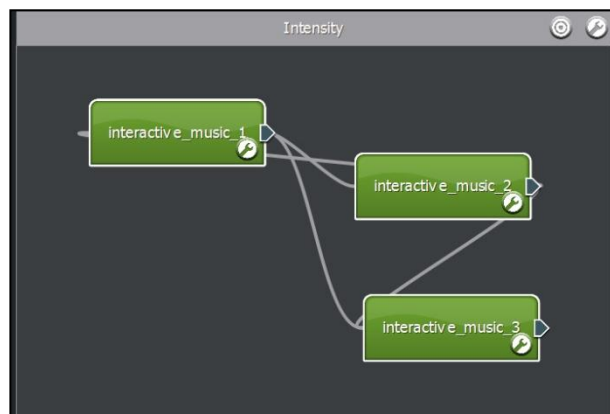 Intensity
interactive_music_1
interactive_music_2
interactive_music_3